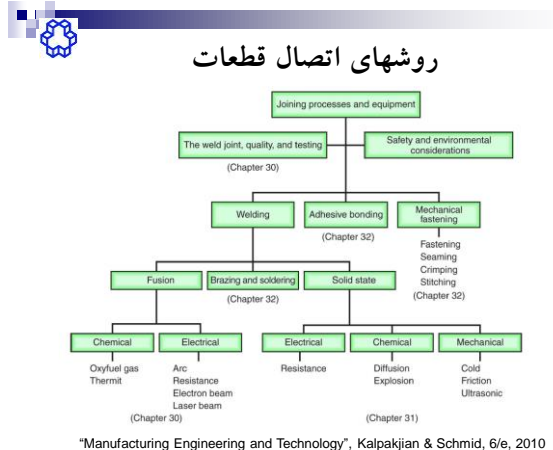 روشهای اتصال قطعات
Joining processes and equipment
The weld joint, quality, and testing
(Chapter 30)
Safety and environmental
considerations
Welding
Adhesive bonding
(Chapter 32)
Mechanical
fastening
Fastening
Seaming
Crimping
Stitching
(Chapter 32)
Fusion
Brazing and soldering
(Chapter 32)
Solid state
Chemical
Oxyfuel gas
Thermit
Electrical
Arc
Resistance
Electron beam
Laser beam
(Chapter 30)
Electrical
Resistance
Chemical
Diffusion
Explosion
Mechanical
Cold
Friction
Ultrasonic
(Chapter 31)
"Manufacturing Engineering and Technology", Kalpakjian & Schmid, 6/e, 2010